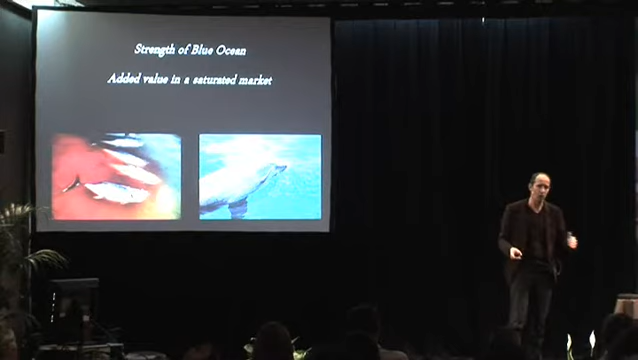 Strength of Blue Ocean
Added value in a saturated market